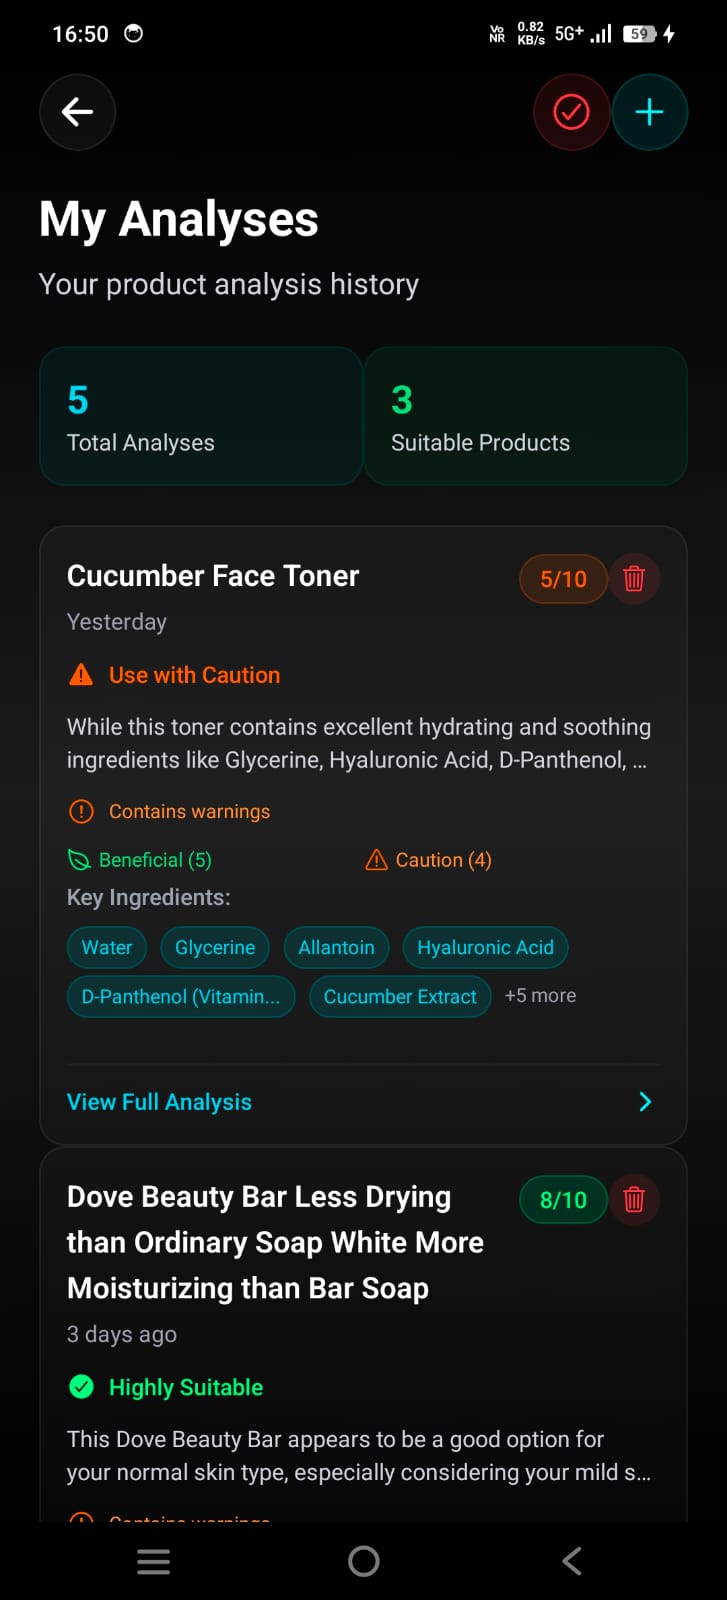 16:50 Vo NR 0.82 KB/s 5G+ 59
My Analyses
Your product analysis history
5 3
Total Analyses Suitable Products
Cucumber Face Toner 5/10
Yesterday
Use with Caution
While this toner contains excellent hydrating and soothing
ingredients like Glycerine, Hyaluronic Acid, D-Panthenol, ...
Contains warnings
Beneficial (5) Caution (4)
Key Ingredients:
Water Glycerine Allantoin Hyaluronic Acid
D-Panthenol (Vitamin... Cucumber Extract +5 more
View Full Analysis
Dove Beauty Bar Less Drying 8/10
than Ordinary Soap White More
Moisturizing than Bar Soap
3 days ago
Highly Suitable
This Dove Beauty Bar appears to be a good option for
your normal skin type, especially considering your mild s...
Contains warnings